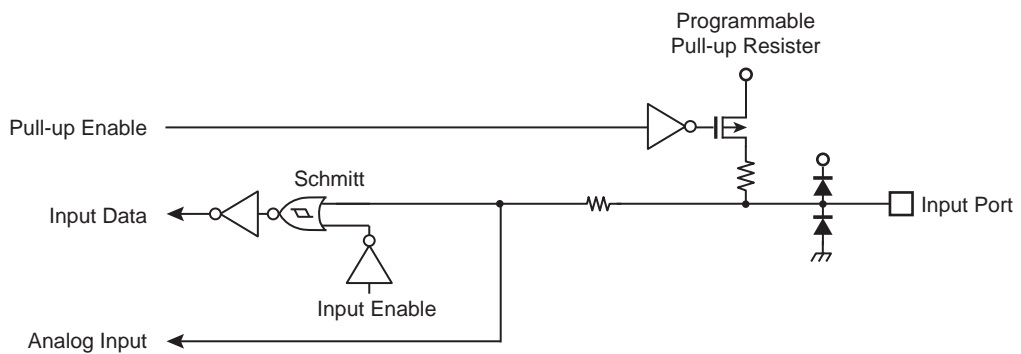 Programmable
Pull-up Resister
Pull-up Enable
Schmitt
Input Data
Input Port
Input Enable
Analog Input